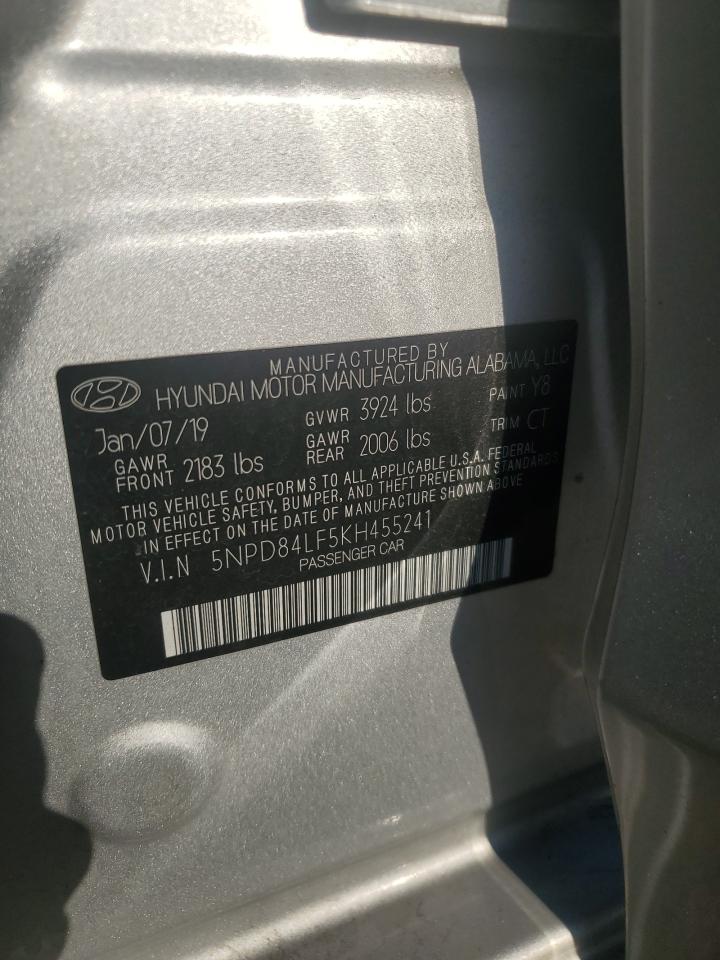 MANUFACTURED BY
HYUNDAI MOTOR MANUFACTURING ALABAMA, LLC
Jan/07/19 GVWR 3924 lbs PAINT Y8
GAWR FRONT 2183 lbs GAWR REAR 2006 lbs TRIM CT
THIS VEHICLE CONFORMS TO ALL APPLICABLE U.S.A. FEDERAL
MOTOR VEHICLE SAFETY, BUMPER, AND THEFT PREVENTION STANDARDS
IN EFFECT ON THE DATE OF MANUFACTURE SHOWN ABOVE
V.I.N 5NPD84LF5KH455241
PASSENGER CAR